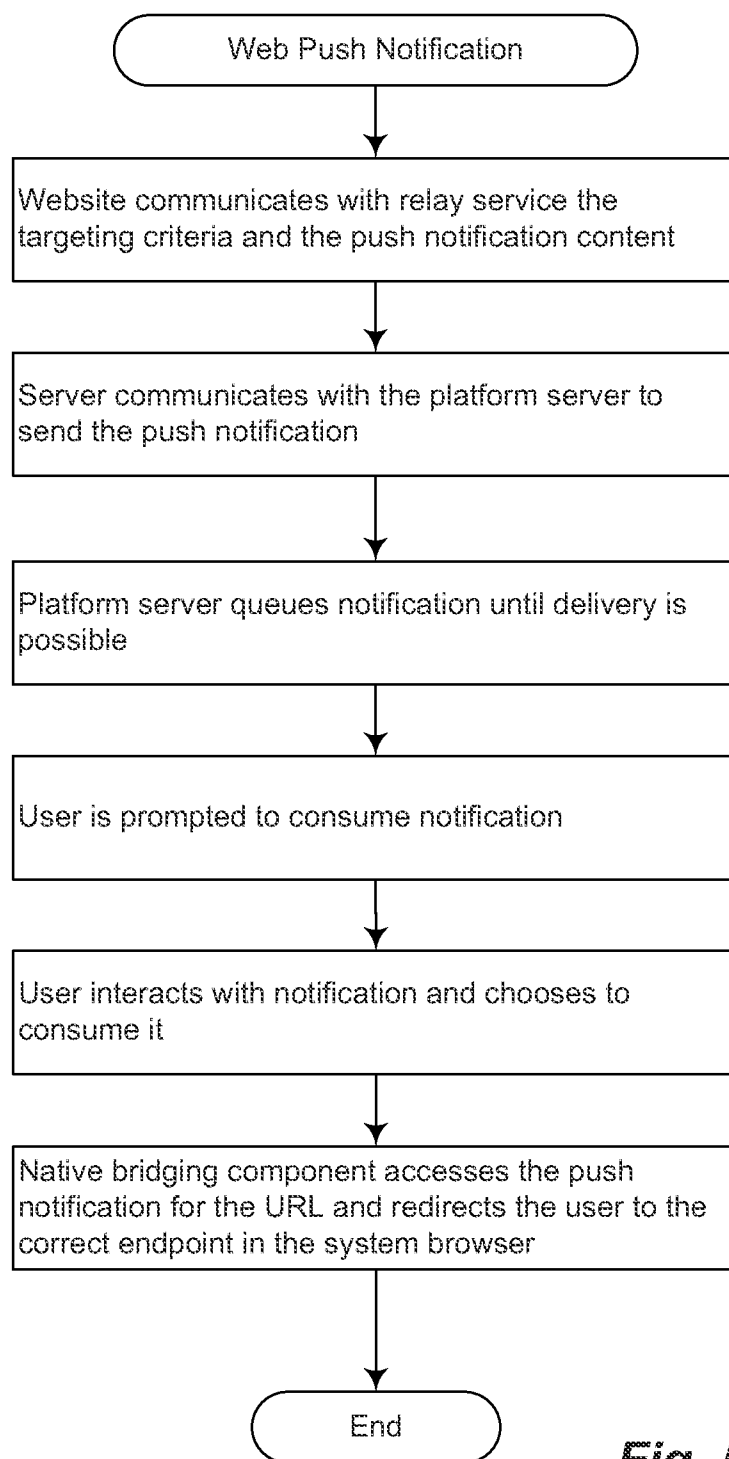 Web Push Notification
Website communicates with relay service the
targeting criteria and the push notification content
Server communicates with the platform server to
send the push notification
Platform server queues notification until delivery is
possible
User is prompted to consume notification
User interacts with notification and chooses to
consume it
Native bridging component accesses the push
notification for the URL and redirects the user to the
correct endpoint in the system browser
End
Fig.